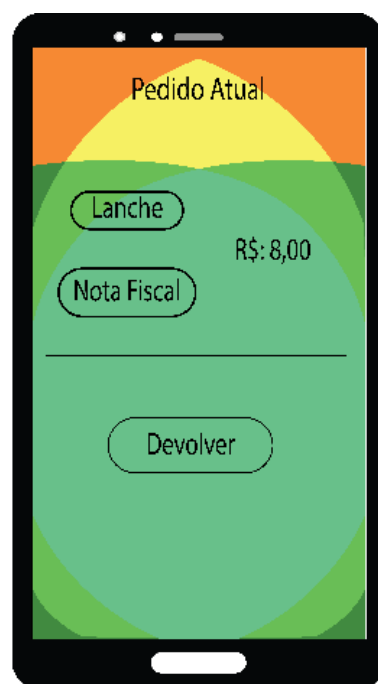 Pedido Atual
Lanche
R$: 8,00
Nota Fiscal
Devolver